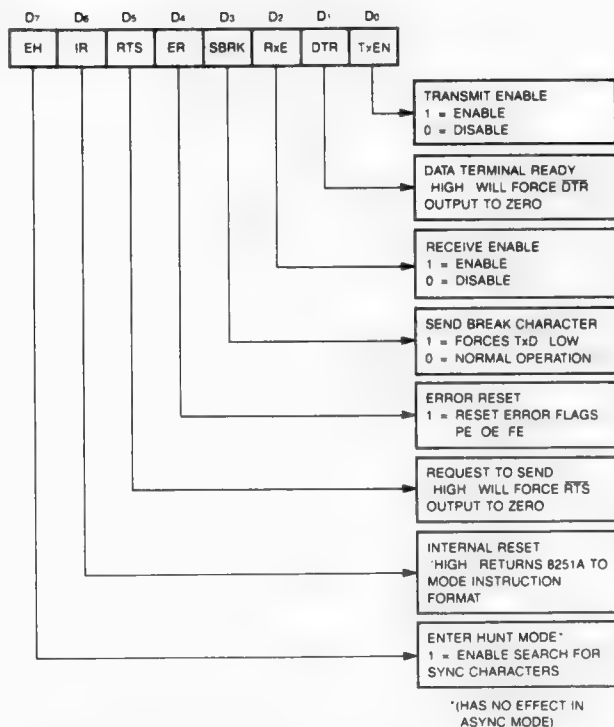 D7 D6 D5 D4 D3 D2 D1 D0
EH IR RTS ER SBRK RxE DTR TxEN
TRANSMIT ENABLE
1 = ENABLE
0 = DISABLE
DATA TERMINAL READY
HIGH WILL FORCE DTR
OUTPUT TO ZERO
RECEIVE ENABLE
1 = ENABLE
0 = DISABLE
SEND BREAK CHARACTER
1 = FORCES TxD LOW
0 = NORMAL OPERATION
ERROR RESET
1 = RESET ERROR FLAGS
PE OE FE
REQUEST TO SEND
HIGH WILL FORCE RTS
OUTPUT TO ZERO
INTERNAL RESET
'HIGH RETURNS 8251A TO
MODE INSTRUCTION
FORMAT
ENTER HUNT MODE*
1 = ENABLE SEARCH FOR
SYNC CHARACTERS
*(HAS NO EFFECT IN
ASYNC MODE)